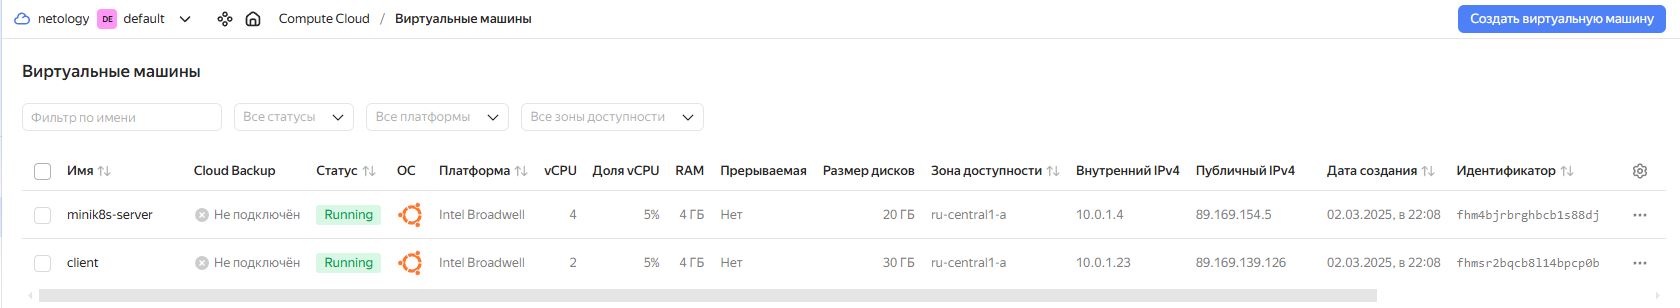 netology DE default Compute Cloud / Виртуальные машины Создать виртуальную машину
Виртуальные машины
Фильтр по имени Все статусы Все платформы Все зоны доступности
Имя Cloud Backup Статус ОС Платформа vCPU Доля vCPU RAM Прерываемая Размер дисков Зона доступности Внутренний IPv4 Публичный IPv4 Дата создания Идентификатор
minik8s-server Не подключён Running Intel Broadwell 4 5% 4 ГБ Нет 20 ГБ ru-central1-a 10.0.1.4 89.169.154.5 02.03.2025, в 22:08 fhm4bjrbrghbcb1s88dj
client Не подключён Running Intel Broadwell 2 5% 4 ГБ Нет 30 ГБ ru-central1-a 10.0.1.23 89.169.139.126 02.03.2025, в 22:08 fhmsr2bqcb8l14bpcp0b